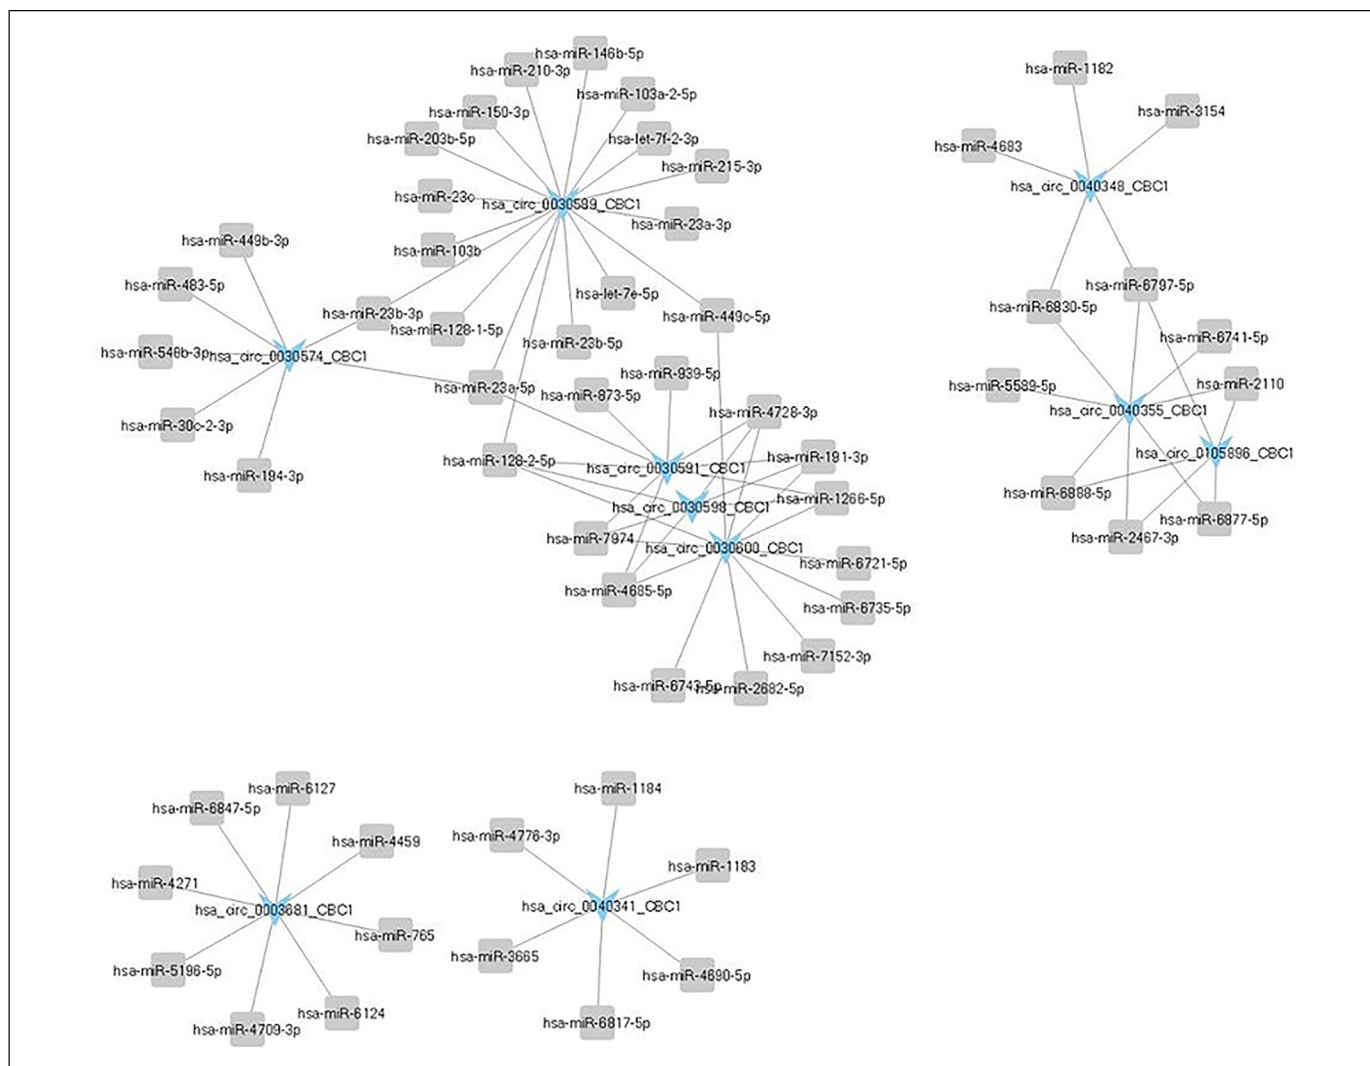 hsa-miR-146b-5p
hsa-miR-210-3p
hsa-miR-103a-2-5p
hsa-miR-150-3p
hsa-miR-203b-5p
hsa-let-7f-2-3p
hsa-miR-215-3p
hsa-miR-23c
hsa_circ_0030589_CBC1
hsa-miR-23a-3p
hsa-miR-103b
hsa-miR-449b-3p
hsa-miR-483-5p
hsa-let-7e-5p
hsa-miR-23b-3p
hsa-miR-449c-5p
hsa-miR-128-1-5p
hsa-miR-23b-5p
hsa-miR-548b-3p
hsa_circ_0030574_CBC1
hsa-miR-939-5p
hsa-miR-23a-5p
hsa-miR-873-5p
hsa-miR-4728-3p
hsa-miR-30c-2-3p
hsa-miR-194-3p
hsa-miR-128-2-5p
hsa-miR-191-3p
hsa_circ_0030591_CBC1
hsa-miR-1266-5p
hsa_circ_0030598_CBC1
hsa-miR-7974
hsa_circ_0030600_CBC1
hsa-miR-6721-5p
hsa-miR-4685-5p
hsa-miR-6735-5p
hsa-miR-7152-3p
hsa-miR-6743-5p
hsa-miR-2682-5p
hsa-miR-1182
hsa-miR-3154
hsa-miR-4683
hsa_circ_0040348_CBC1
hsa-miR-6797-5p
hsa-miR-6830-5p
hsa-miR-6741-5p
hsa-miR-5589-5p
hsa-miR-2110
hsa_circ_0040355_CBC1
hsa_circ_0105896_CBC1
hsa-miR-6888-5p
hsa-miR-6877-5p
hsa-miR-2467-3p
hsa-miR-6127
hsa-miR-6847-5p
hsa-miR-4459
hsa-miR-4271
hsa_circ_0003681_CBC1
hsa-miR-765
hsa-miR-5196-5p
hsa-miR-6124
hsa-miR-4709-3p
hsa-miR-1184
hsa-miR-4776-3p
hsa-miR-1183
hsa_circ_0040341_CBC1
hsa-miR-3665
hsa-miR-4690-5p
hsa-miR-6817-5p